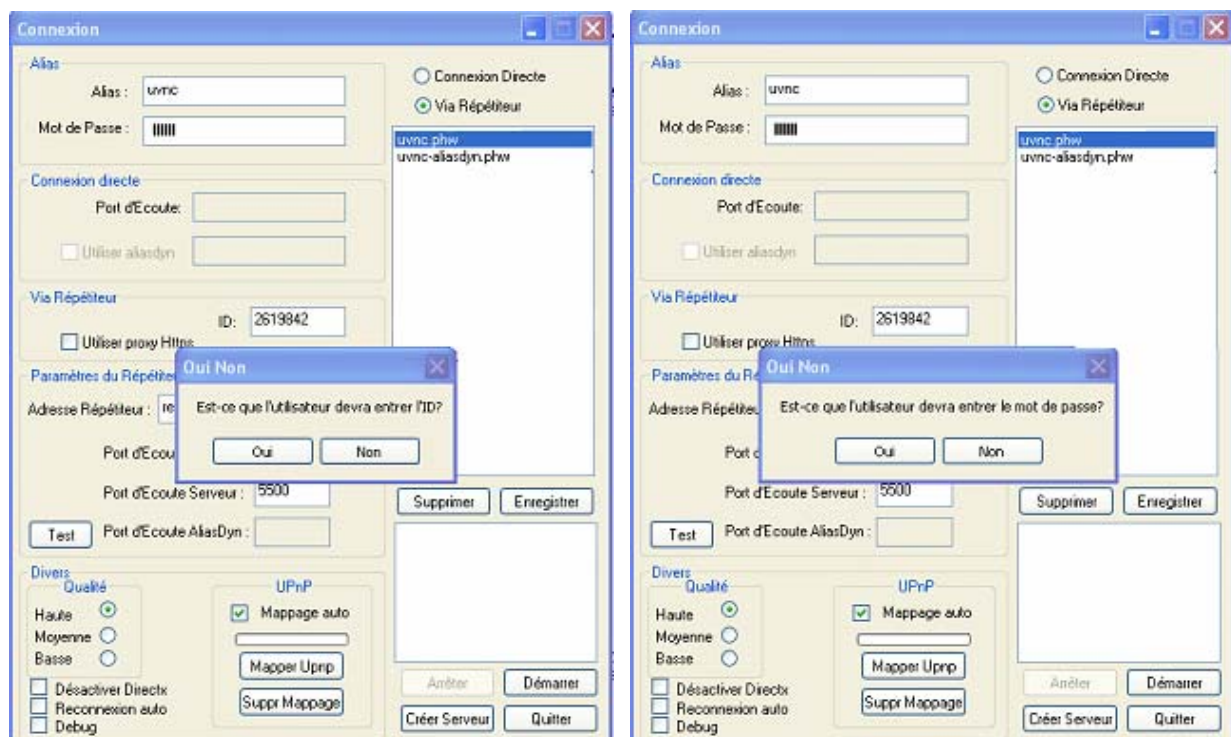 Connexion
Alias
Alias : uvnc
Mot de Passe :
Connexion Directe
Via Répétiteur
uvnc.phw
uvnc-aliasdyn.phw
Connexion directe
Port d'Ecoute:
Utiliser aliasdyn
Via Répétiteur
ID: 2619842
Utiliser proxy Https
Paramètres du
Adresse Répétiteur : re
Oui Non
Est-ce que l'utilisateur devra entrer l'ID?
Oui Non
Port d'Ecou
Port d'Ecoute Serveur : 5500
Test Port d'Ecoute AliasDyn :
Supprimer Enregistrer
Divers
Qualité
Haute
Moyenne
Basse
UPnP
Mappage auto
Mapper Upnp
Suppr Mappage
Désactiver Directx
Reconnexion auto
Debug
Arrêter Démarrer
Créer Serveur Quitter
Connexion
Alias
Alias : uvnc
Mot de Passe :
Connexion Directe
Via Répétiteur
uvnc.phw
uvnc-aliasdyn.phw
Connexion directe
Port d'Ecoute:
Utiliser aliasdyn
Via Répétiteur
ID: 2619842
Utiliser proxy Https
Paramètres du
Adresse
Oui Non
Est-ce que l'utilisateur devra entrer le mot de passe?
Oui Non
Port
Port d'Ecoute Serveur : 5500
Test Port d'Ecoute AliasDyn :
Supprimer Enregistrer
Divers
Qualité
Haute
Moyenne
Basse
UPnP
Mappage auto
Mapper Upnp
Suppr Mappage
Désactiver Directx
Reconnexion auto
Debug
Arrêter Démarrer
Créer Serveur Quitter